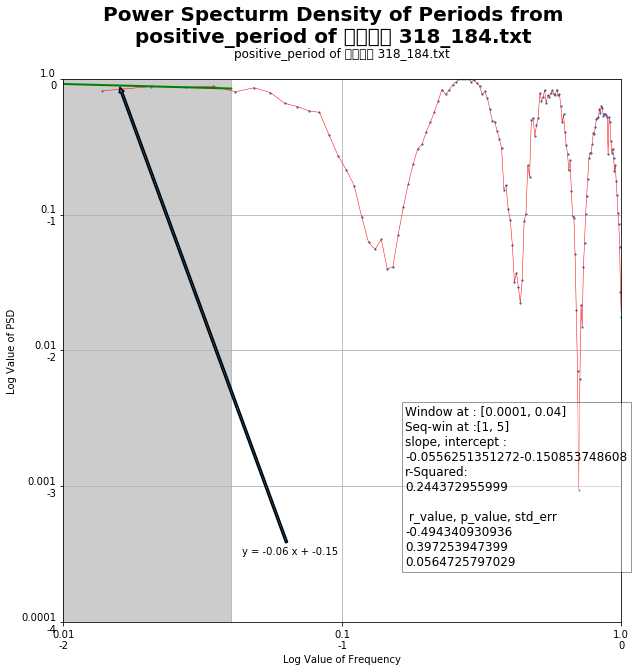 Power Specturm Density of Periods from
positive_period of 318_184.txt
positive_period of 318_184.txt
1.0
0
0.1
-1
0.01
-2
0.001
-3
0.0001
-4
Log Value of PSD
Window at : [0.0001, 0.04]
Seq-win at :[1, 5]
slope, intercept :
-0.0556251351272-0.150853748608
r-Squared:
0.244372955999
r_value, p_value, std_err
-0.494340930936
0.397253947399
0.0564725797029
y = -0.06 x + -0.15
0.01
-2
0.1
-1
1.0
0
Log Value of Frequency